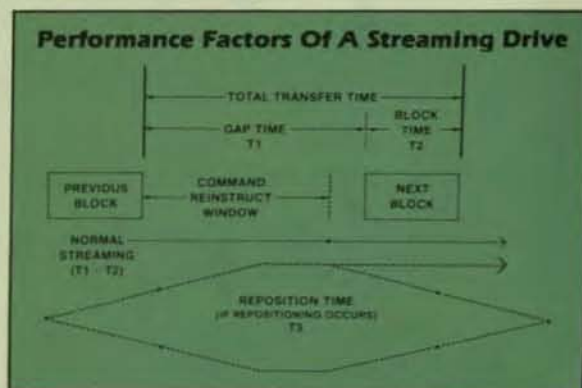 Performance Factors Of A Streaming Drive
TOTAL TRANSFER TIME
GAP TIME
T1
BLOCK
TIME
T2
PREVIOUS
BLOCK
COMMAND
REINSTRUCT
WINDOW
NEXT
BLOCK
NORMAL
STREAMING
(T1 - T2)
REPOSITION TIME
(IF REPOSITIONING OCCURS)
T3